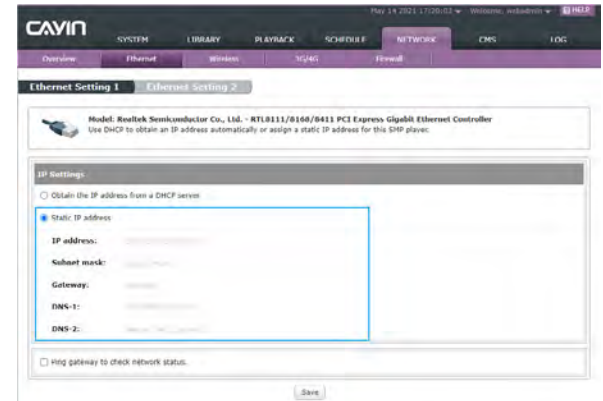 May 14 2021 17:20:03 Welcome, webadmin HELP
CAVIN
SYSTEM LIBRARY PLAYBACK SCHEDULE NETWORK CMS LOG
Overview Ethernet Wireless 3G/4G Firewall
Ethernet Setting 1 Ethernet Setting 2
Model: Realtek Semiconductor Co., Ltd. - RTL8111/8168/8411 PCI Express Gigabit Ethernet Controller
Use DHCP to obtain an IP address automatically or assign a static IP address for this SMP player.
IP Settings
Obtain the IP address from a DHCP server
Static IP address
IP address:
Subnet mask:
Gateway:
DNS-1:
DNS-2:
Ping gateway to check network status.
Save